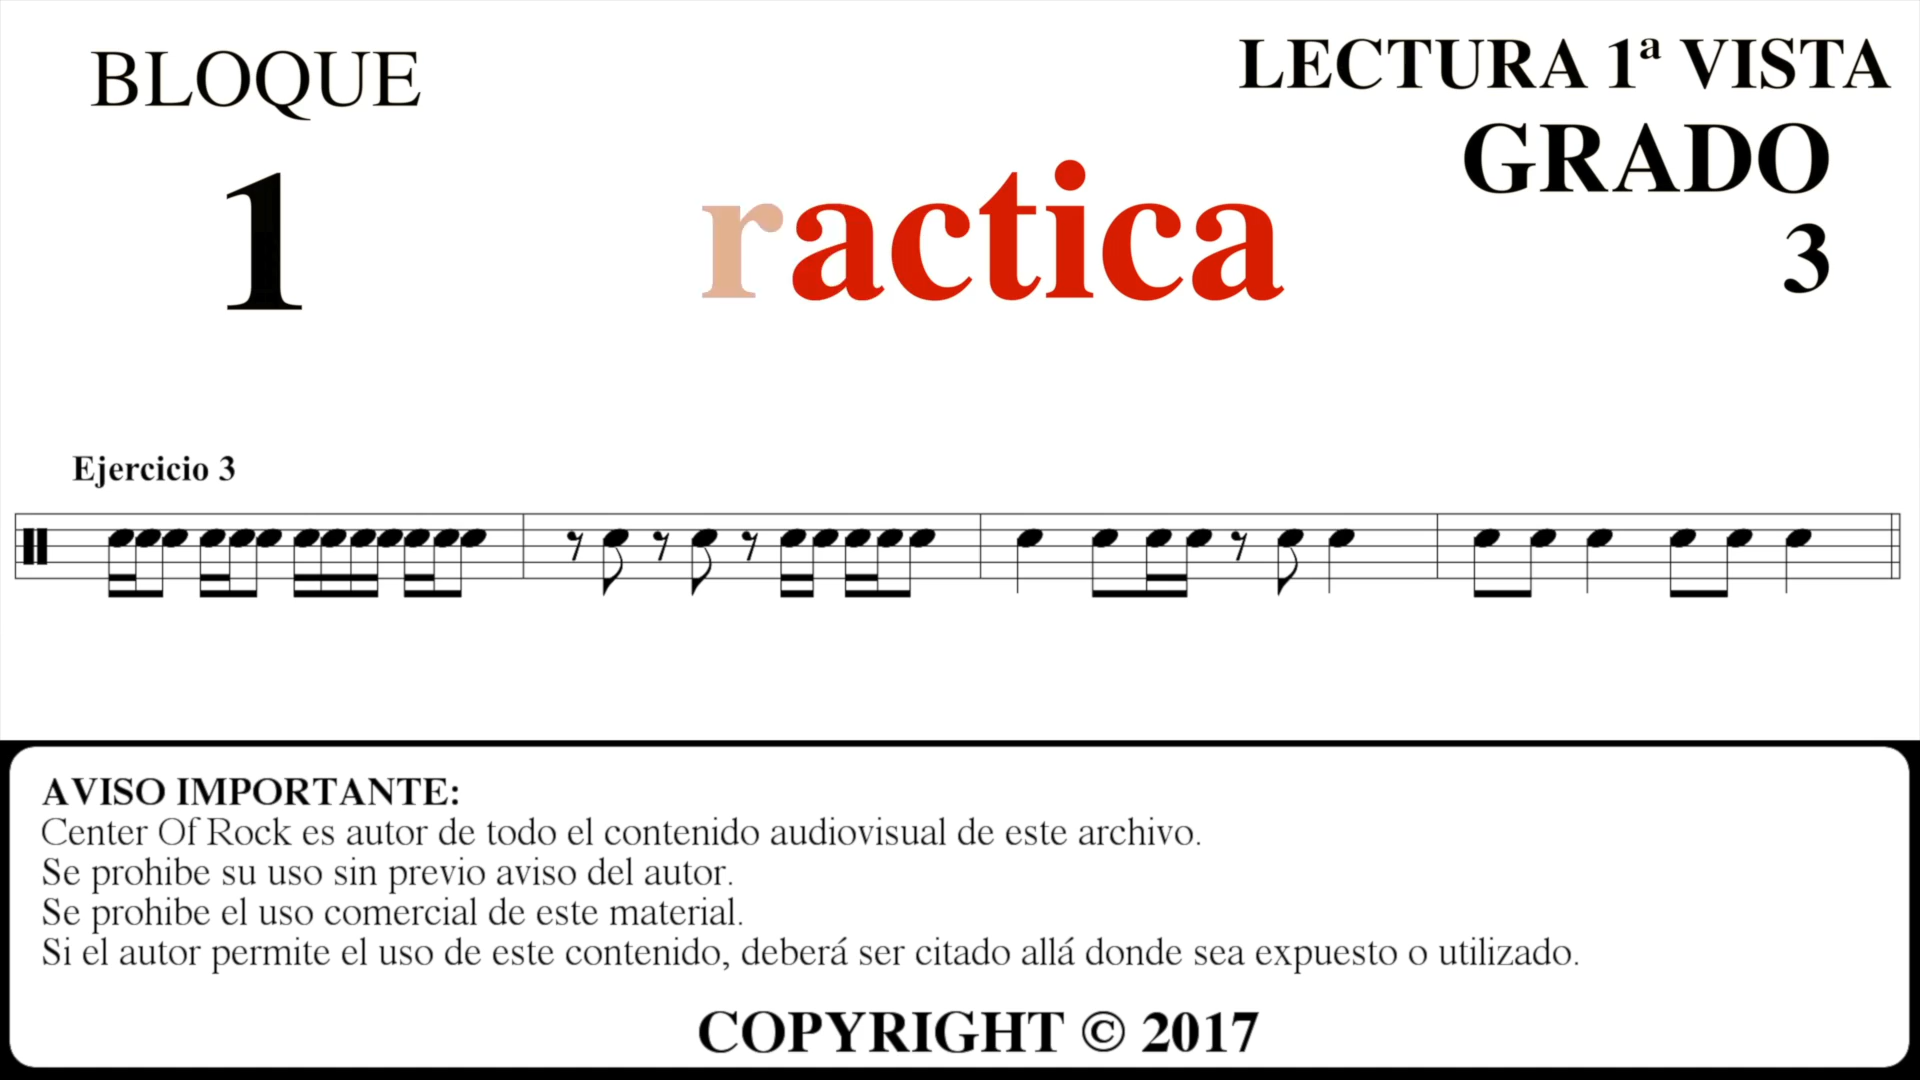 BLOQUE
1
ractica
LECTURA 1ª VISTA
GRADO
3
Ejercicio 3
AVISO IMPORTANTE:
Center Of Rock es autor de todo el contenido audiovisual de este archivo.
Se prohibe su uso sin previo aviso del autor.
Se prohibe el uso comercial de este material.
Si el autor permite el uso de este contenido, deberá ser citado allá donde sea expuesto o utilizado.
COPYRIGHT © 2017